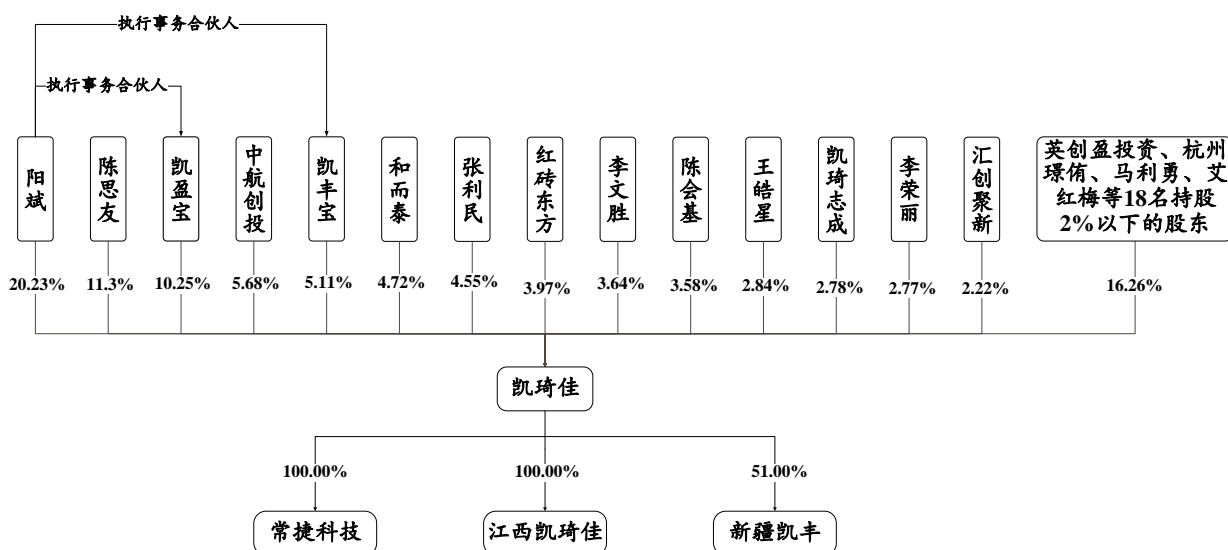 执行事务合伙人
执行事务合伙人
阳斌
陈思友
凯盈宝
中航创投
凯丰宝
和而泰
张利民
红砖东方
李文胜
陈会基
王皓星
凯琦志成
李荣丽
汇创聚新
英创盈投资、杭州
璟侑、马利勇、艾
红梅等18名持股
2%以下的股东
20.23%
11.3%
10.25%
5.68%
5.11%
4.72%
4.55%
3.97%
3.64%
3.58%
2.84%
2.78%
2.77%
2.22%
16.26%
凯琦佳
100.00%
100.00%
51.00%
常捷科技
江西凯琦佳
新疆凯丰